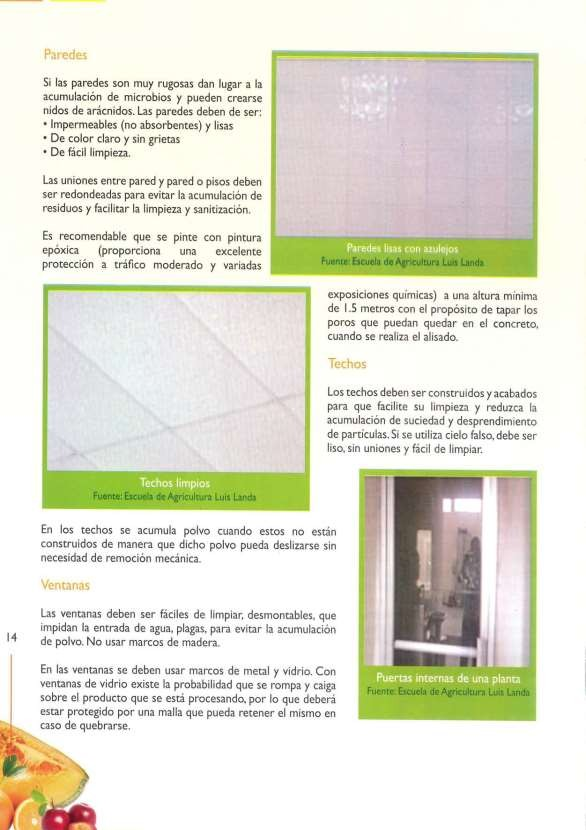 Paredes
Si las paredes son muy rugosas dan lugar a la
acumulación de microbios y pueden crearse
nidos de arácnidos. Las paredes deben de ser:
• Impermeables (no absorbentes) y lisas
• De color claro y sin grietas
• De fácil limpieza.
Las uniones entre pared y pared o pisos deben
ser redondeadas para evitar la acumulación de
residuos y facilitar la limpieza y sanitización.
Es recomendable que se pinte con pintura
epóxica (proporciona una excelente
protección a tráfico moderado y variadas
Paredes lisas con azulejos
Fuente: Escuela de Agricultura Luis Landa
exposiciones químicas) a una altura mínima
de 1.5 metros con el propósito de tapar los
poros que puedan quedar en el concreto,
cuando se realiza el alisado.
Techos
Los techos deben ser construidos y acabados
para que facilite su limpieza y reduzca la
acumulación de suciedad y desprendimiento
de partículas. Si se utiliza cielo falso, debe ser
liso, sin uniones y fácil de limpiar.
Techos limpios
Fuente: Escuela de Agricultura Luis Landa
En los techos se acumula polvo cuando estos no están
construidos de manera que dicho polvo pueda deslizarse sin
necesidad de remoción mecánica.
Ventanas
Las ventanas deben ser fáciles de limpiar, desmontables, que
impidan la entrada de agua, plagas, para evitar la acumulación
de polvo. No usar marcos de madera.
En las ventanas se deben usar marcos de metal y vidrio. Con
ventanas de vidrio existe la probabilidad que se rompa y caiga
sobre el producto que se está procesando, por lo que deberá
estar protegido por una malla que pueda retener el mismo en
caso de quebrarse.
Puertas internas de una planta
Fuente: Escuela de Agricultura Luis Landa
14